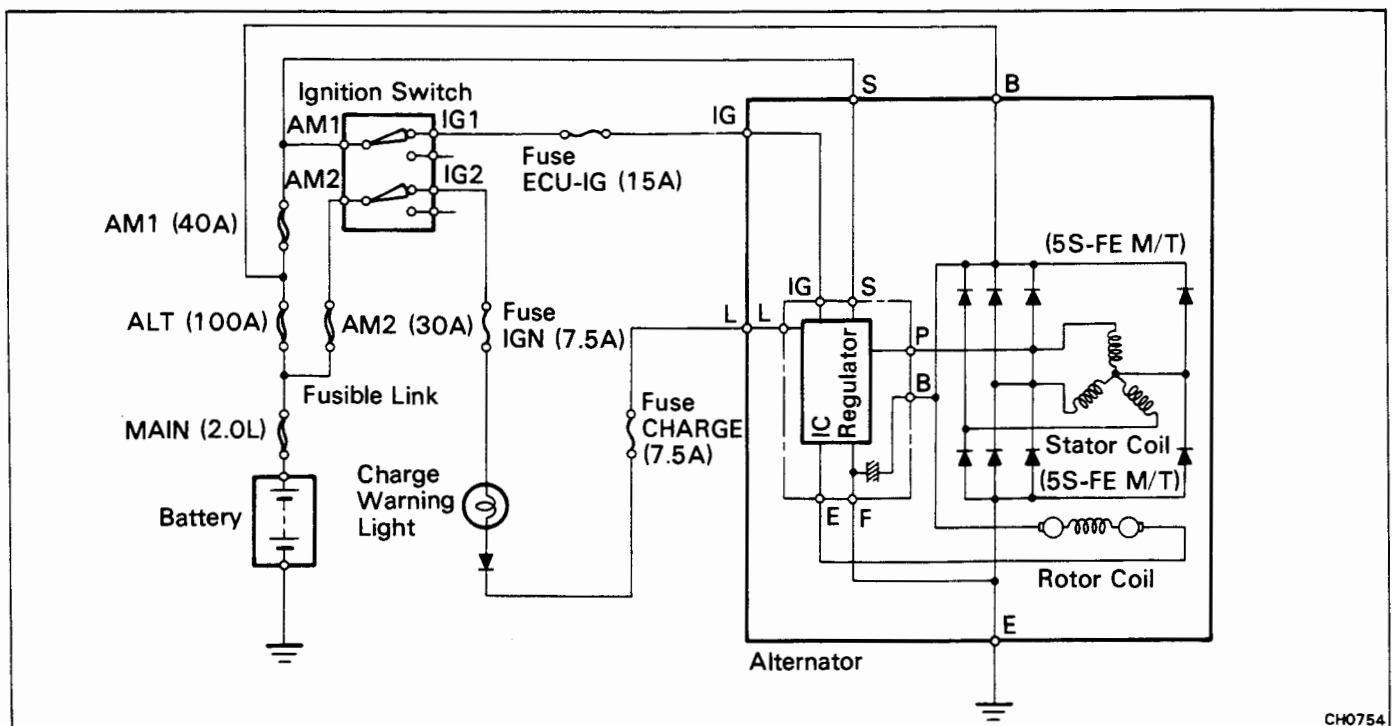 S
B
Ignition Switch
AM1
IG1
IG
Fuse
ECU-IG (15A)
AM2
IG2
AM1 (40A)
(5S-FE M/T)
IG
S
ALT (100A)
AM2 (30A)
Fuse
IGN (7.5A)
L
L
P
B
Fusible Link
IC
Regulator
MAIN (2.0L)
Fuse
CHARGE
(7.5A)
Stator Coil
(5S-FE M/T)
Battery
Charge
Warning
Light
E
F
Rotor Coil
E
Alternator
CH0754